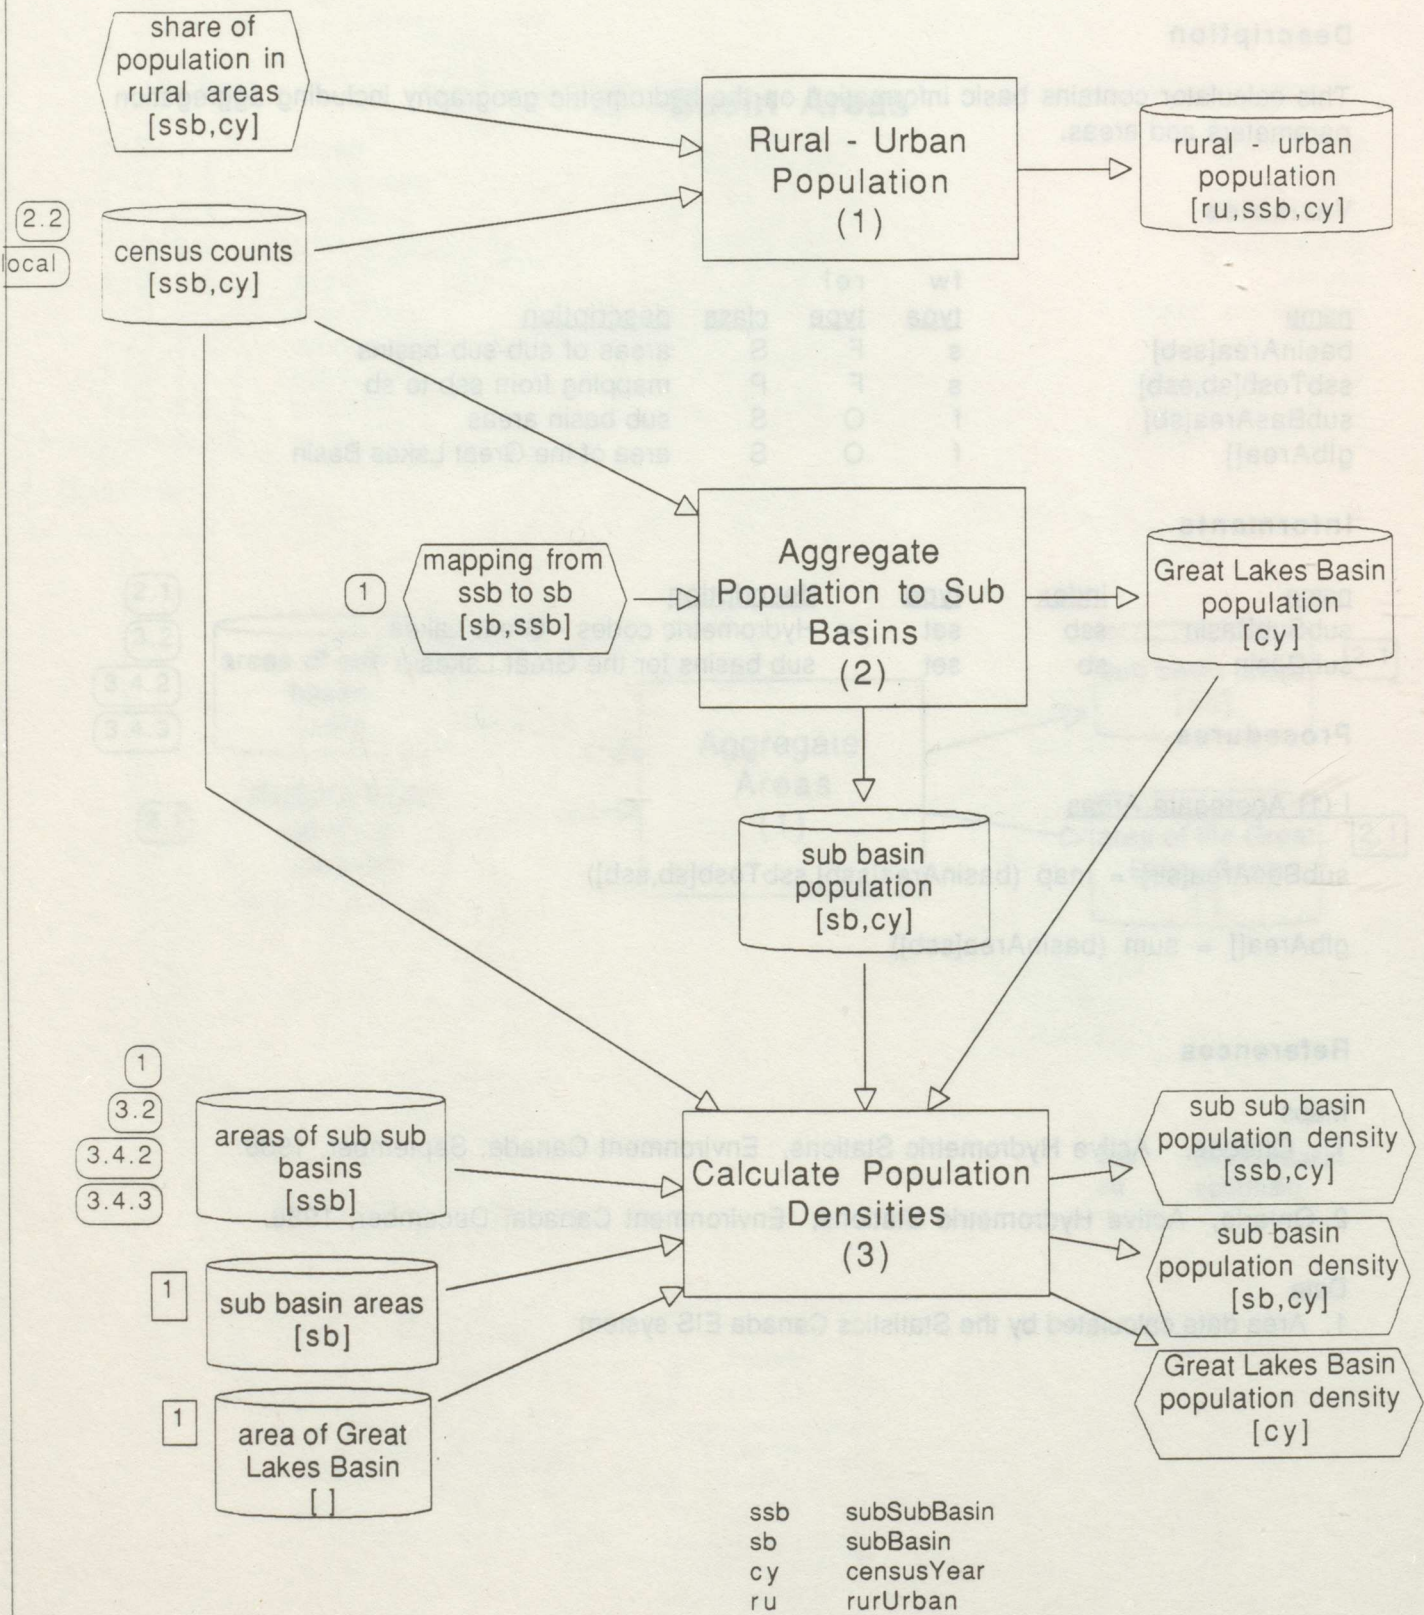 share of
population in
rural areas
[ssb,cy]
Rural - Urban
Population
(1)
rural - urban
population
[ru,ssb,cy]
2.2
local
census counts
[ssb,cy]
1
mapping from
ssb to sb
[sb,ssb]
Aggregate
Population to Sub
Basins
(2)
Great Lakes Basin
population
[cy]
sub basin
population
[sb,cy]
1
3.2
3.4.2
3.4.3
areas of sub sub
basins
[ssb]
1
sub basin areas
[sb]
1
area of Great
Lakes Basin
[ ]
Calculate Population
Densities
(3)
sub sub basin
population density
[ssb,cy]
sub basin
population density
[sb,cy]
Great Lakes Basin
population density
[cy]
ssb subSubBasin
sb subBasin
cy censusYear
ru rurUrban